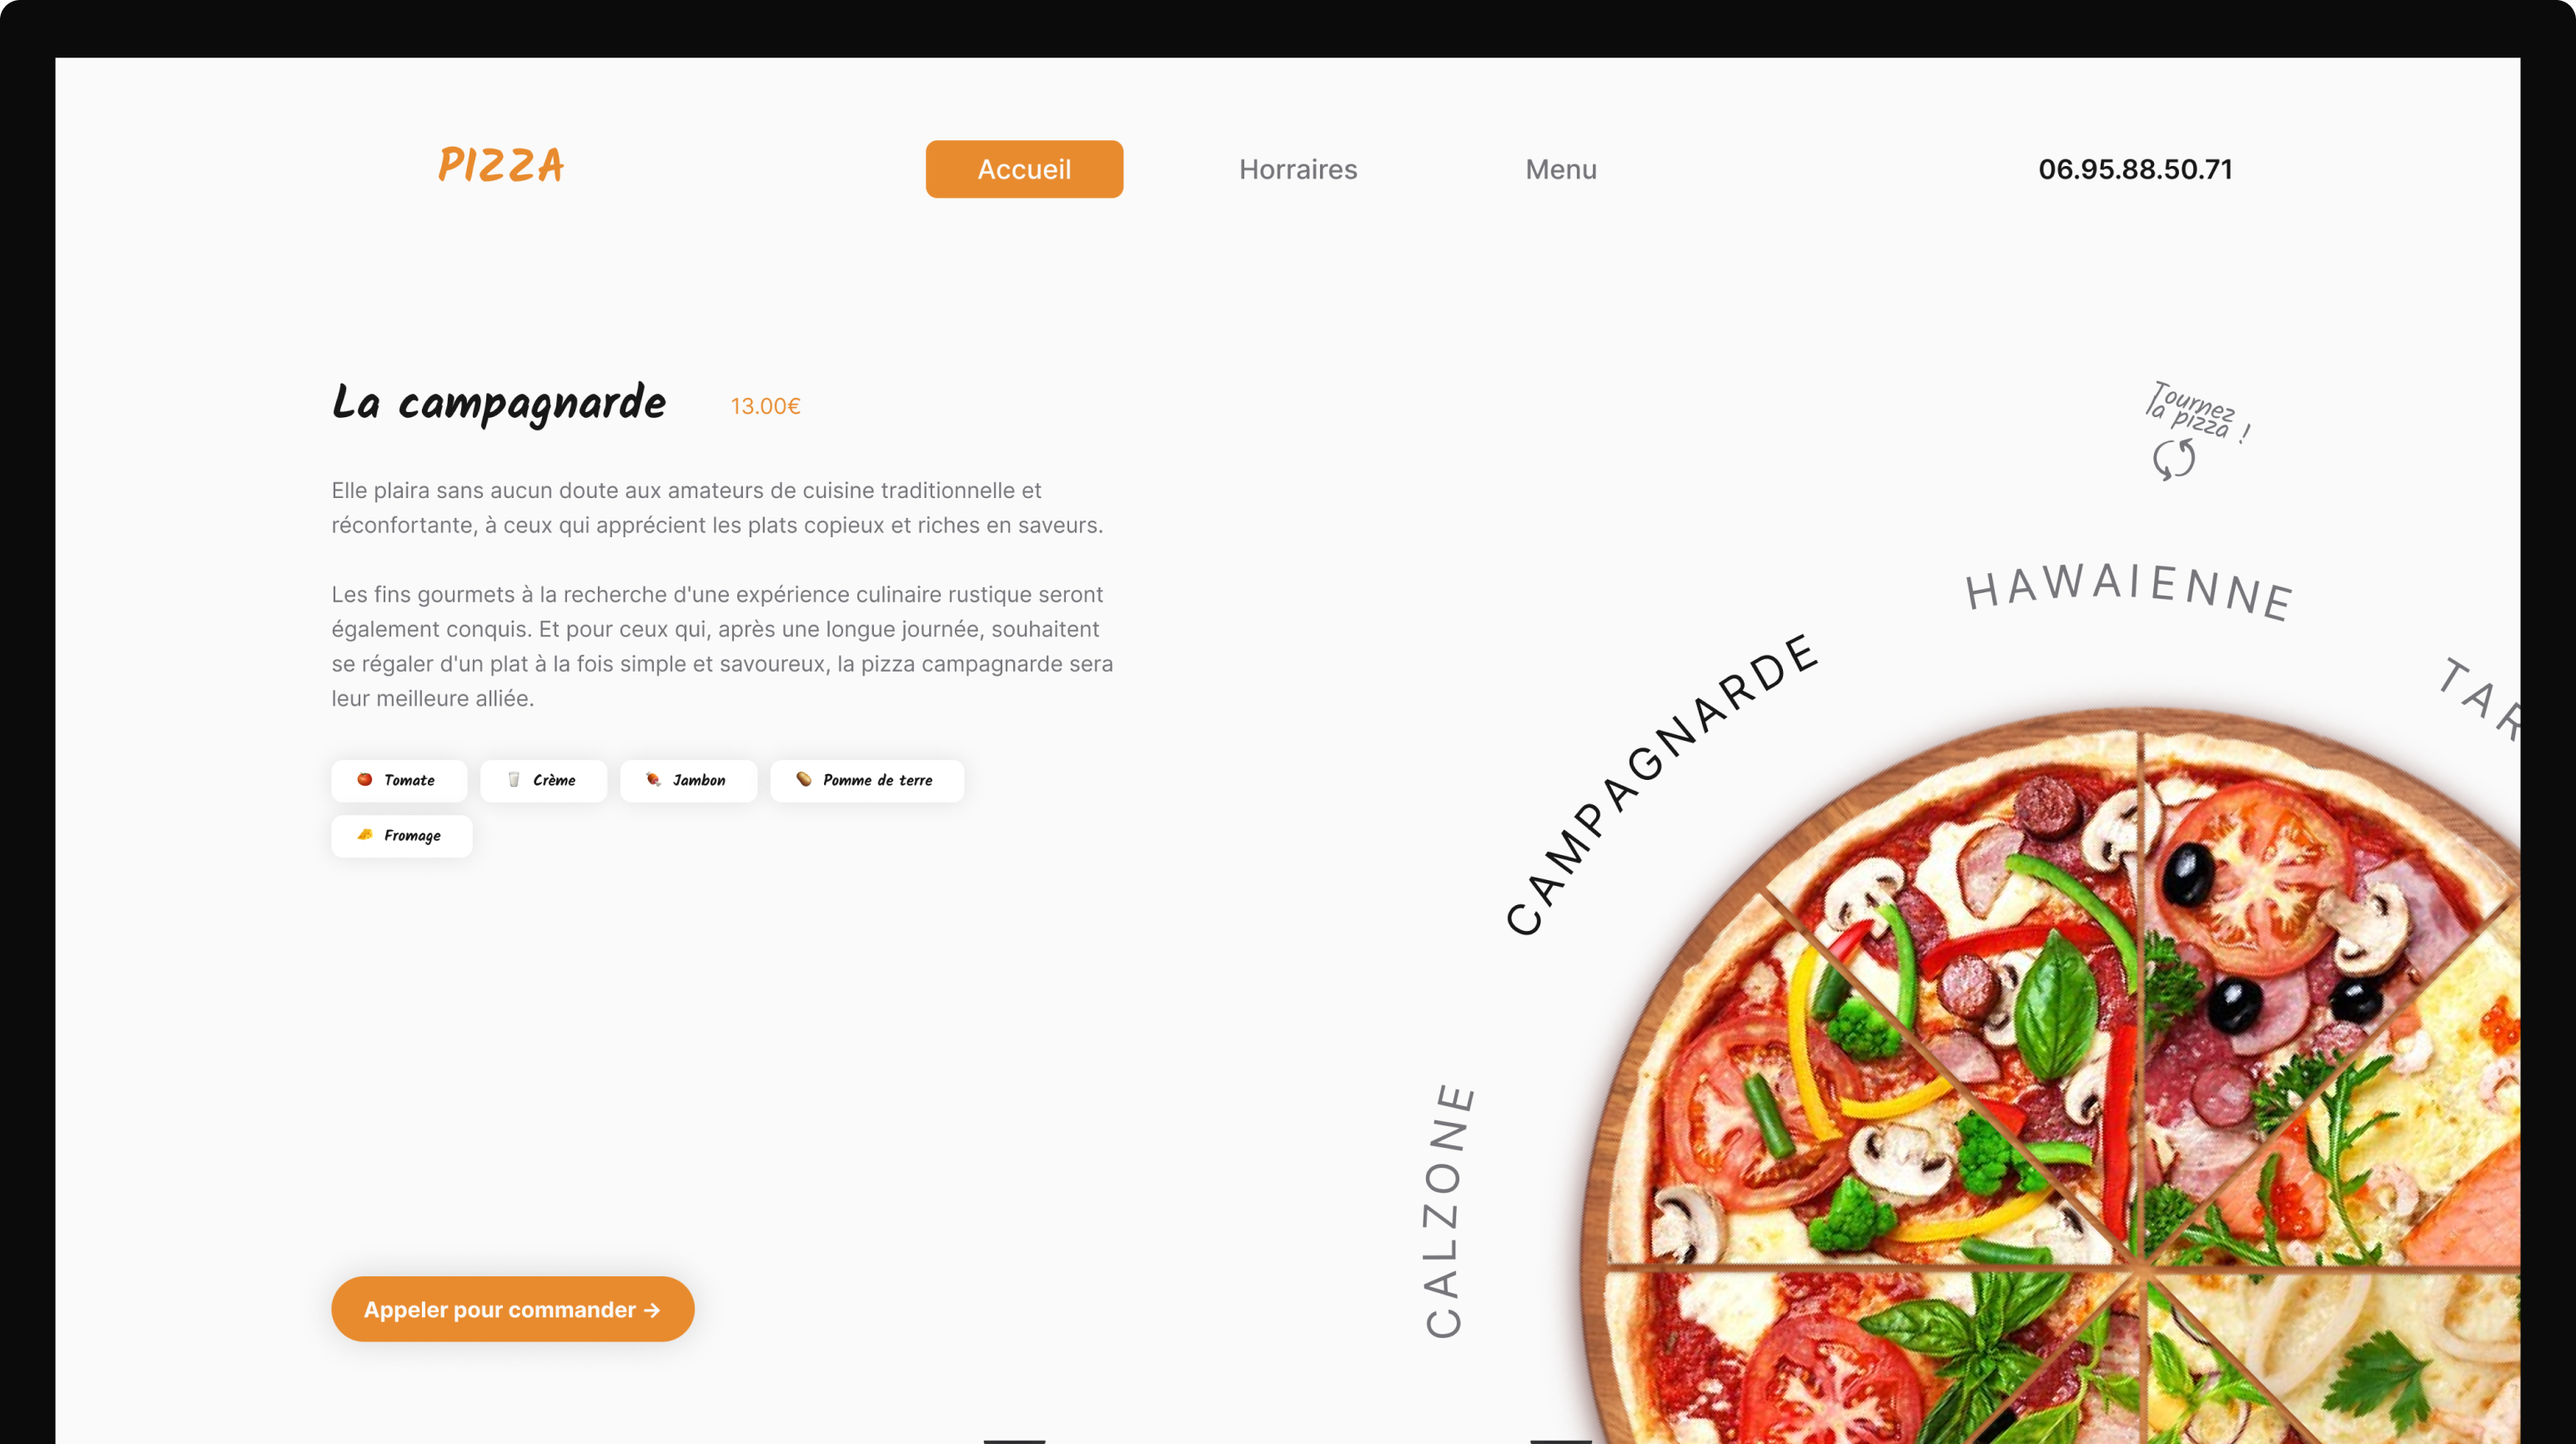 PIZZA
Accueil
Horraires
Menu
06.95.88.50.71
La campagnarde
13.00€
Elle plaira sans aucun doute aux amateurs de cuisine traditionnelle et
réconfortante, à ceux qui apprécient les plats copieux et riches en saveurs.
Les fins gourmets à la recherche d'une expérience culinaire rustique seront
également conquis. Et pour ceux qui, après une longue journée, souhaitent
se régaler d'un plat à la fois simple et savoureux, la pizza campagnarde sera
leur meilleure alliée.
Tomate
Crème
Jambon
Pomme de terre
Fromage
Appeler pour commander →
Tournez
la pizza !
CALZONE
CAMPAGNARDE
HAWAIENNE
TAR